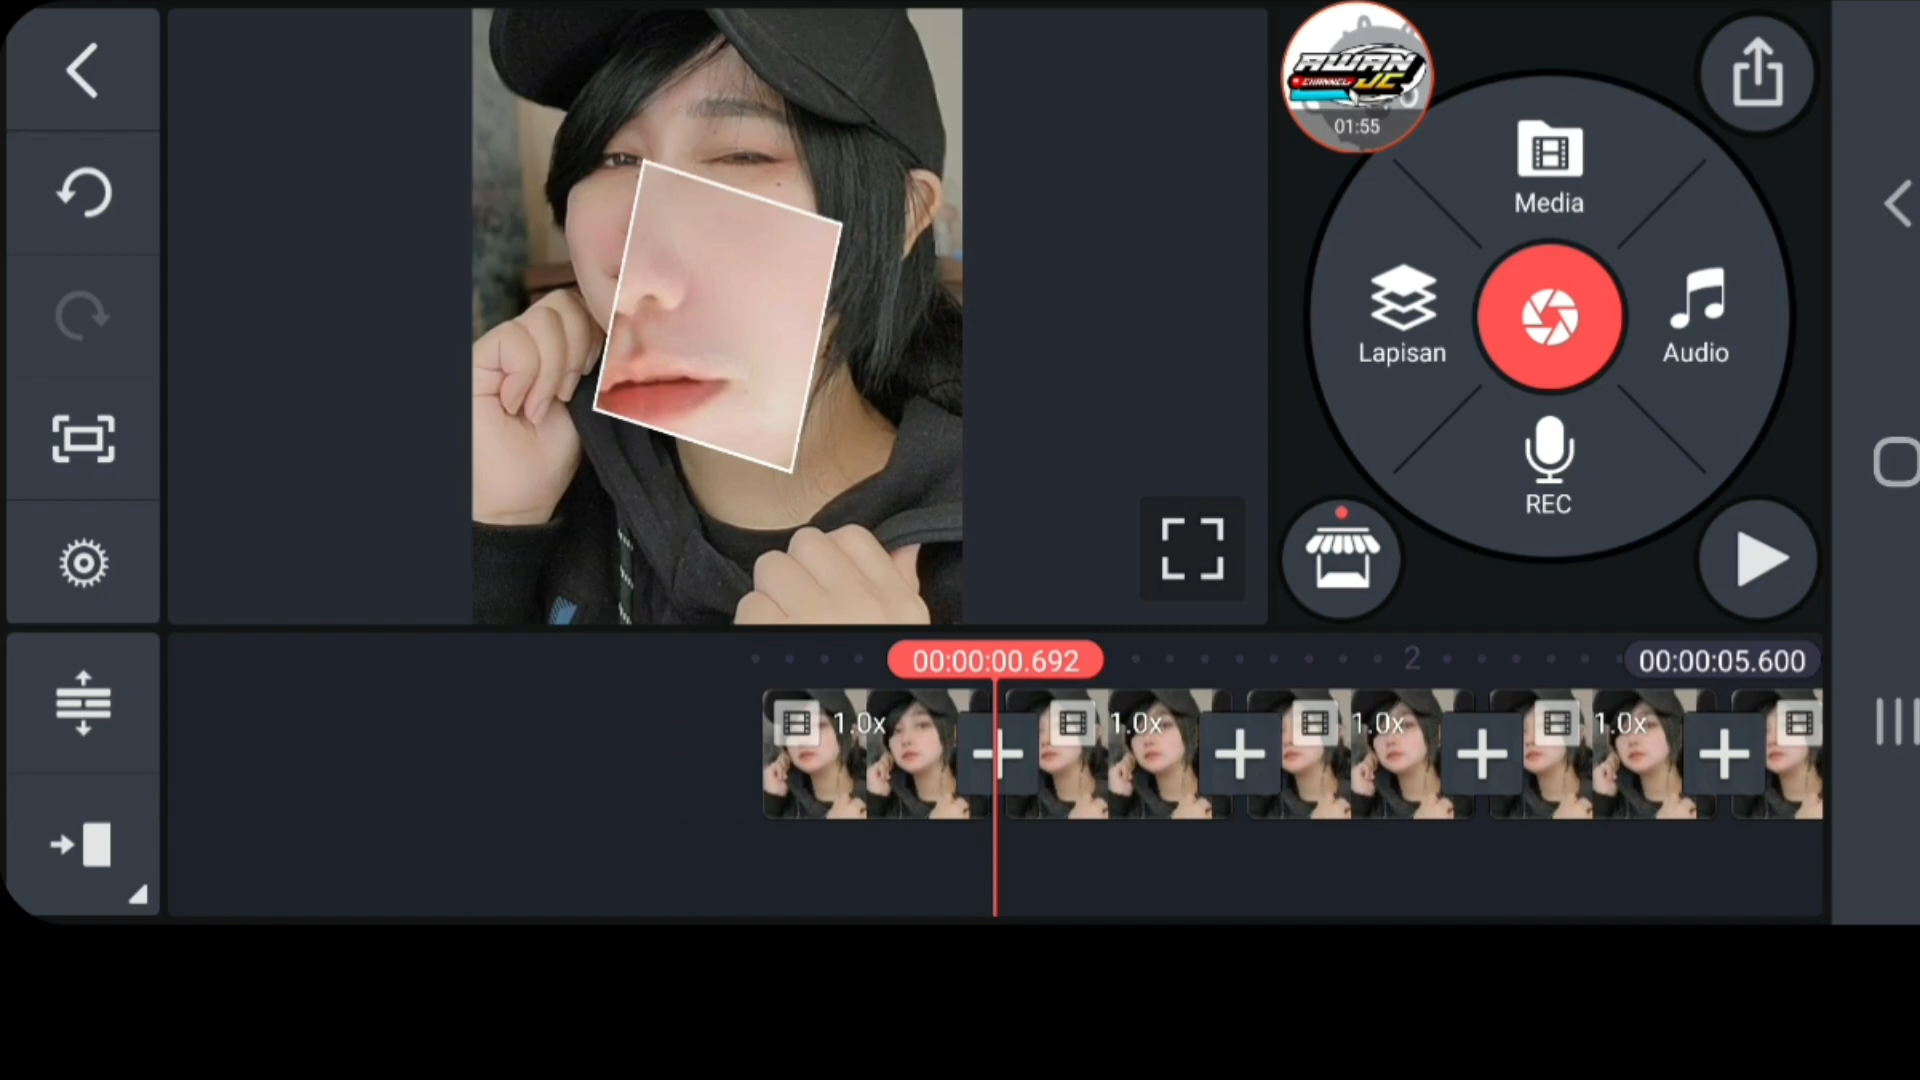 AWAN
CHANNEL JC
01:55
Media
Lapisan
Audio
REC
00:00:00.692
2
00:00:05.600
1.0x
1.0x
1.0x
1.0x